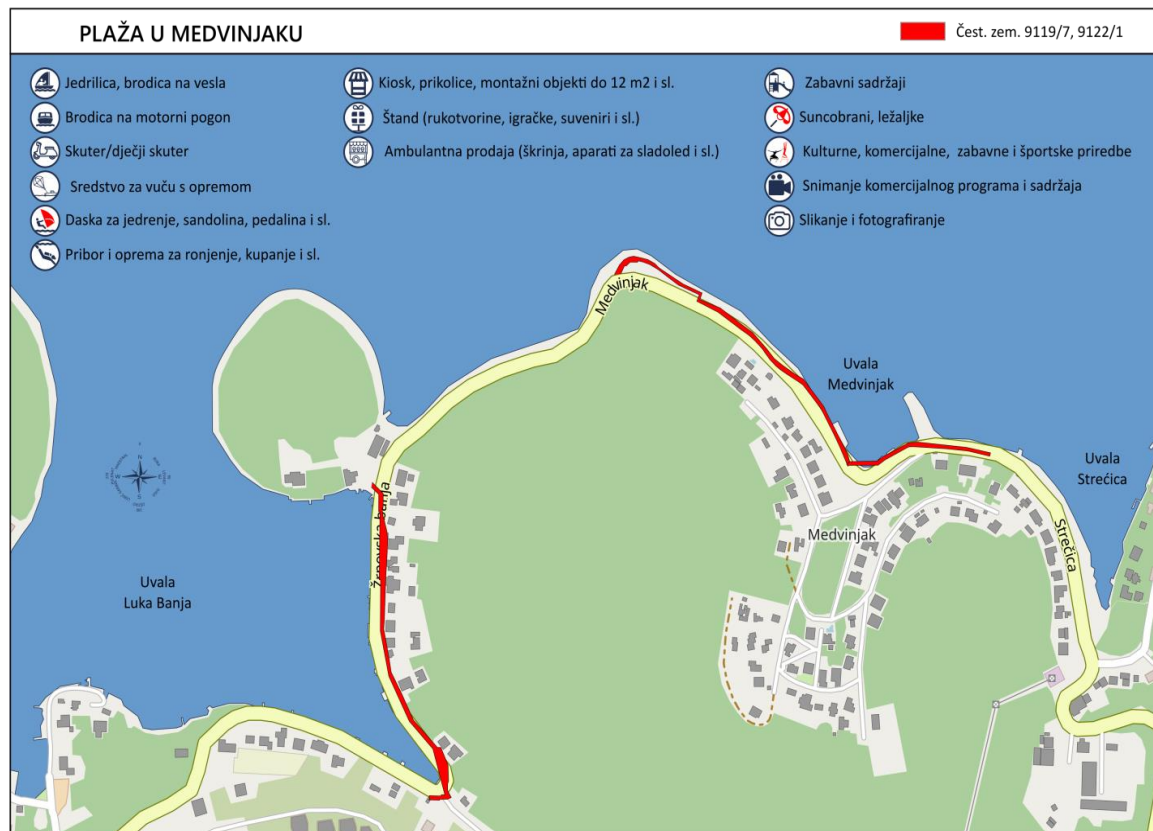 PLAŽA U MEDVINJAKU
Čest. zem. 9119/7, 9122/1
Jedrilica, brodica na vesla
Brodica na motorni pogon
Skuter/dječji skuter
Sredstvo za vuču s opremom
Daska za jedrenje, sandolina, pedalina i sl.
Pribor i oprema za ronjenje, kupanje i sl.
Kiosk, prikolice, montažni objekti do 12 m2 i sl.
Štand (rukotvorine, igračke, suveniri i sl.)
Ambulantna prodaja (škrinja, aparati za sladoled i sl.)
Zabavni sadržaji
Suncobrani, ležaljke
Kulturne, komercijalne, zabavne i športske priredbe
Snimanje komercijalnog programa i sadržaja
Slikanje i fotografiranje
Medvinjak
Uvala
Medvinjak
Uvala
Strećica
Žrnovska banja
Medvinjak
Strečica
Uvala
Luka Banja